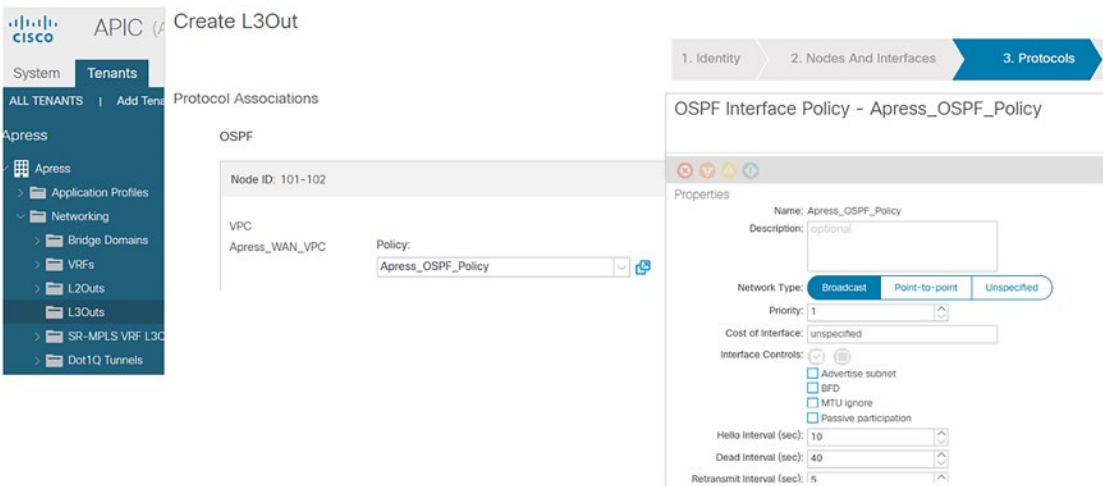 CISCO
APIC (A
System
Tenants
ALL TENANTS | Add Tena
Apress
Apress
Application Profiles
Networking
Bridge Domains
VRFs
L2Outs
L3Outs
SR-MPLS VRF L3O
Dot1Q Tunnels
Create L3Out
1. Identity
2. Nodes And Interfaces
3. Protocols
Protocol Associations
OSPF
Node ID: 101-102
VPC
Apress_WAN_VPC
Policy:
Apress_OSPF_Policy
OSPF Interface Policy - Apress_OSPF_Policy
Properties
Name: Apress_OSPF_Policy
Description: optional
Network Type: Broadcast Point-to-point Unspecified
Priority: 1
Cost of Interface: unspecified
Interface Controls:
Advertise subnet
BFD
MTU ignore
Passive participation
Hello Interval (sec): 10
Dead Interval (sec): 40
Retransmit Interval (sec): 5